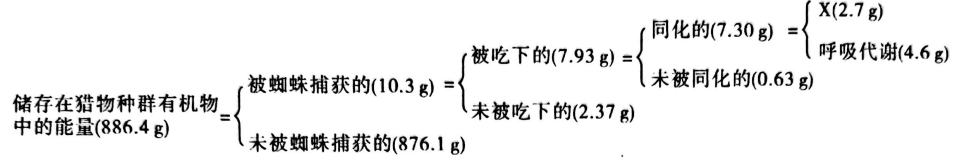 X(2.7 g)
同化的(7.30 g) =
呼吸代谢(4.6 g)
被吃下的(7.93 g) =
未被同化的(0.63 g)
被蜘蛛捕获的(10.3 g) =
未被吃下的(2.37 g)
储存在猎物种群有机物
中的能量(886.4 g) =
未被蜘蛛捕获的(876.1 g)